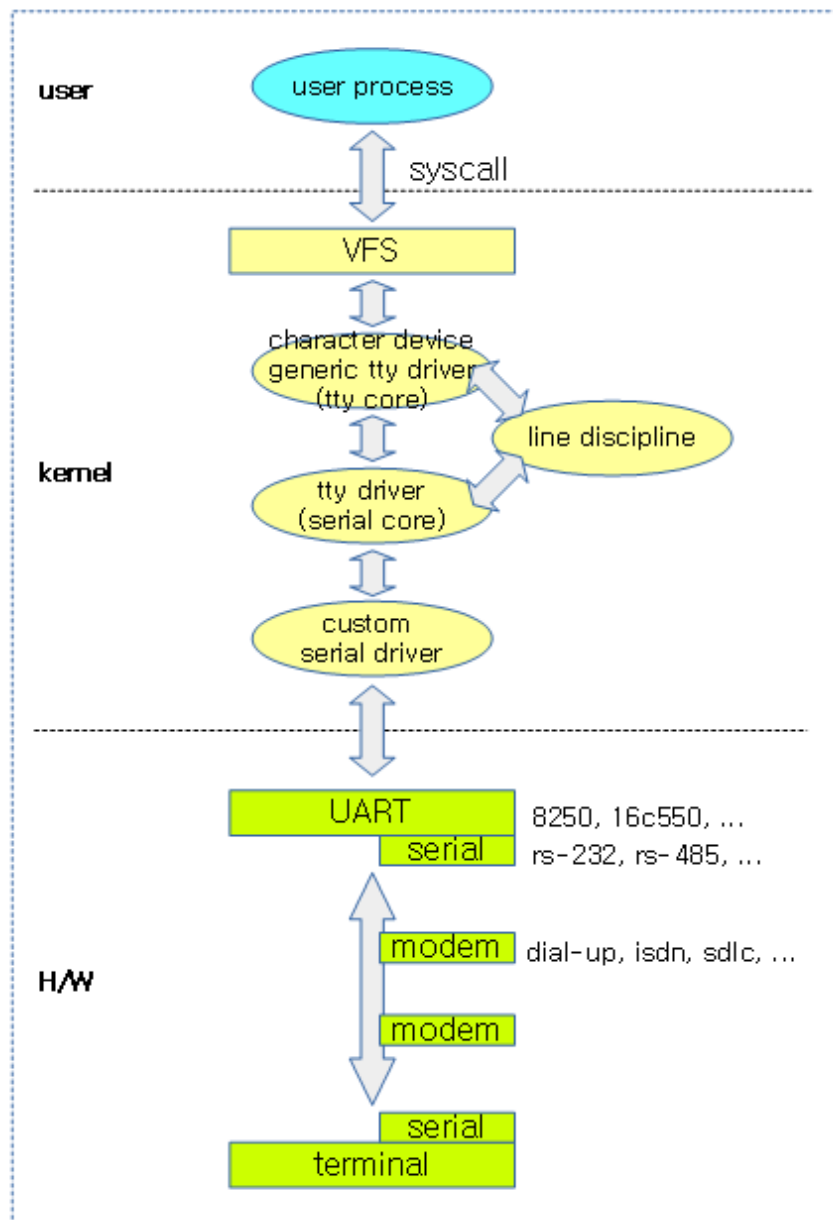 user
user process
syscall
VFS
character device
generic tty driver
(tty core)
line discipline
kernel
tty driver
(serial core)
custom
serial driver
UART
8250, 16c550, ...
serial
rs-232, rs-485, ...
modem
dial-up, isdn, sdlc, ...
H/W
modem
serial
terminal